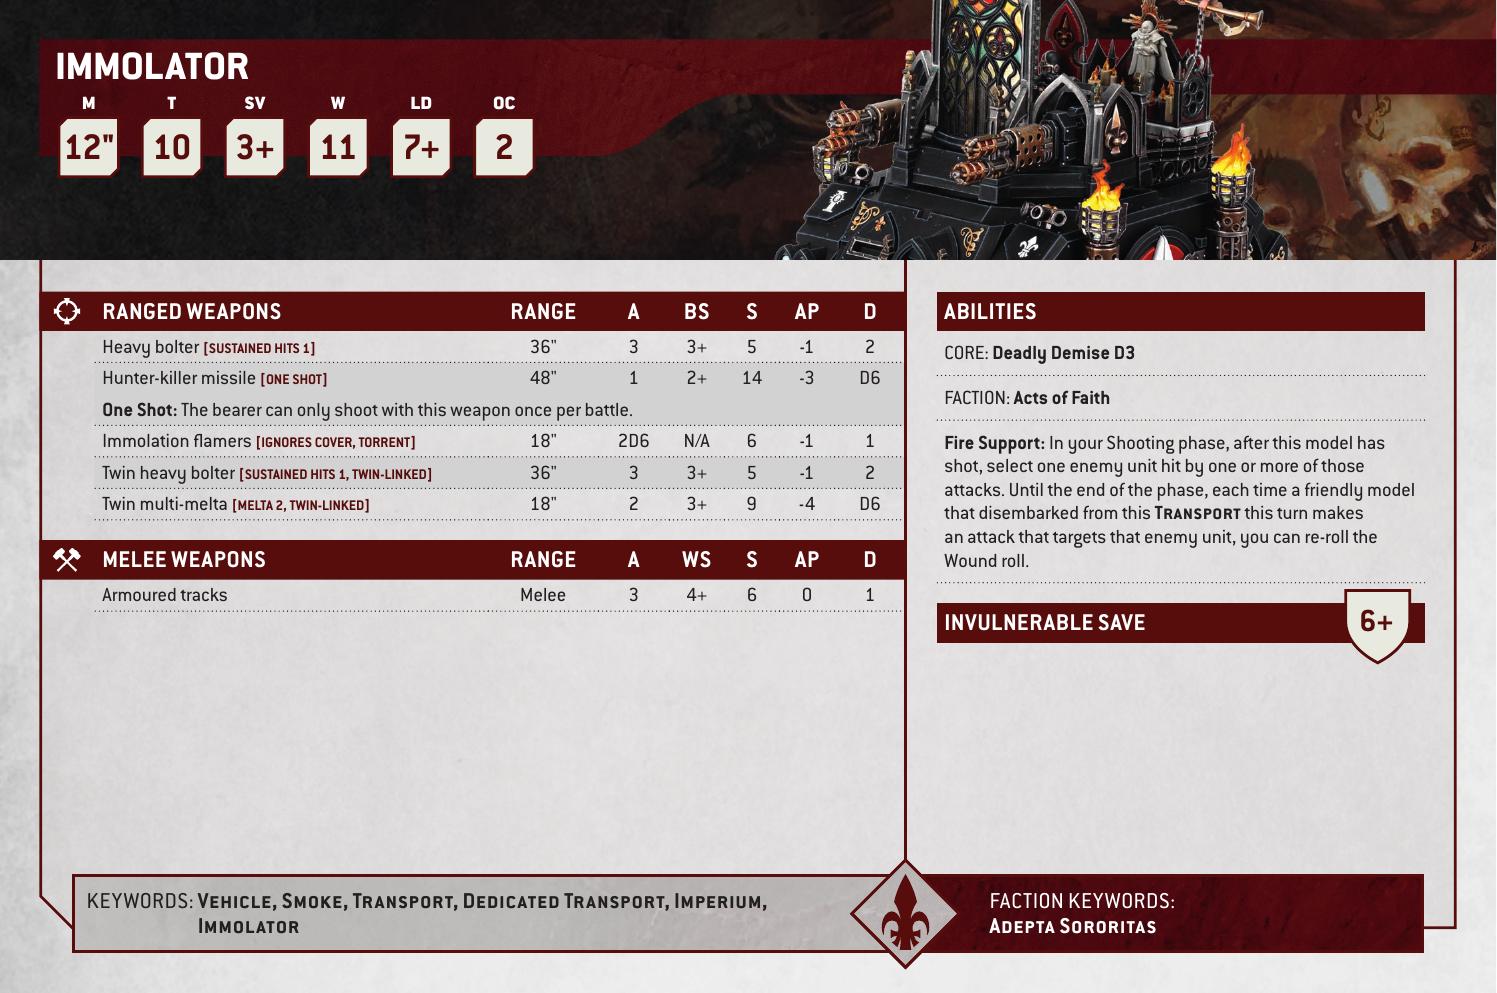 IMMOLATOR
M T SV W LD OC
12" 10 3+ 11 7+ 2
RANGED WEAPONS RANGE A BS S AP D
Heavy bolter [SUSTAINED HITS 1] 36" 3 3+ 5 -1 2
Hunter-killer missile [ONE SHOT] 48" 1 2+ 14 -3 D6
One Shot: The bearer can only shoot with this weapon once per battle.
Immolation flamers [IGNORES COVER, TORRENT] 18" 2D6 N/A 6 -1 1
Twin heavy bolter [SUSTAINED HITS 1, TWIN-LINKED] 36" 3 3+ 5 -1 2
Twin multi-melta [MELTA 2, TWIN-LINKED] 18" 2 3+ 9 -4 D6
MELEE WEAPONS RANGE A WS S AP D
Armoured tracks Melee 3 4+ 6 0 1
ABILITIES
CORE: Deadly Demise D3
FACTION: Acts of Faith
Fire Support: In your Shooting phase, after this model has
shot, select one enemy unit hit by one or more of those
attacks. Until the end of the phase, each time a friendly model
that disembarked from this TRANSPORT this turn makes
an attack that targets that enemy unit, you can re-roll the
Wound roll.
INVULNERABLE SAVE 6+
KEYWORDS: VEHICLE, SMOKE, TRANSPORT, DEDICATED TRANSPORT, IMPERIUM,
IMMOLATOR
FACTION KEYWORDS:
ADEPTA SORORITAS